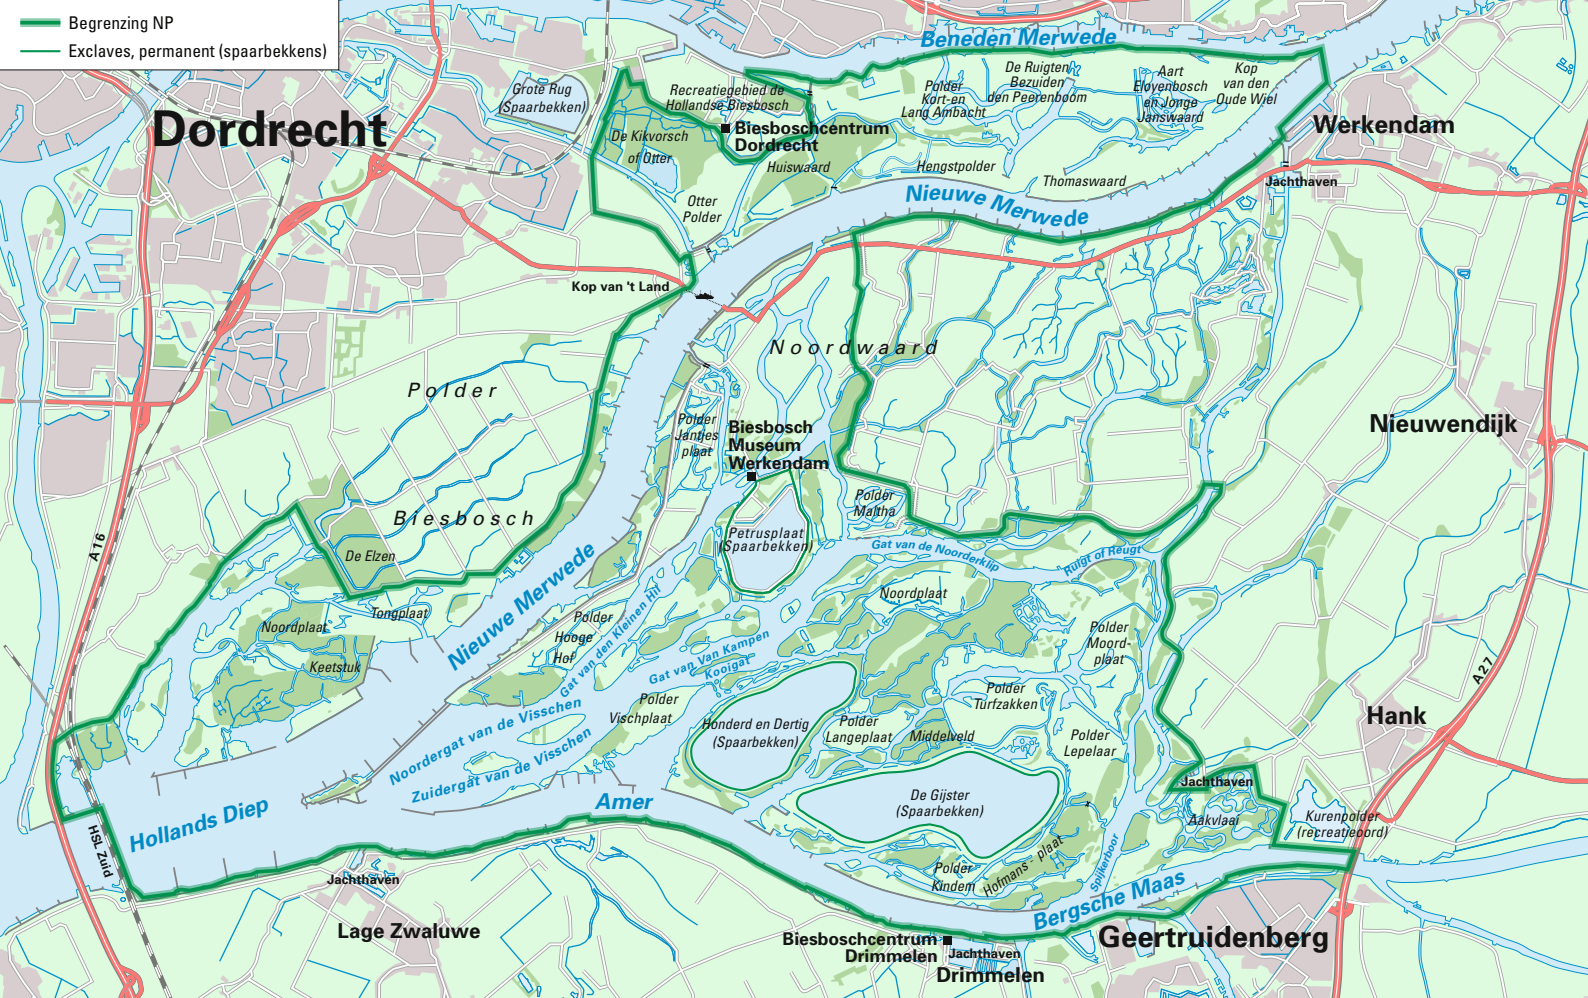 Begrenzing NP
Exclaves, permanent (spaarbekkens)
Beneden Merwede
Dordrecht
Grote Rug
(Spaarbekken)
Recreatiegebied de
Hollandse Biesbosch
Biesboschcentrum
Dordrecht
De Kikvorsch
of Otter
Huiswaard
Otter
Polder
Polder
Kort-en
Lang Ambacht
De Ruigten
Bezuiden
den Peerenboom
Aart
Eloyenbosch
en Jonge
Janswaard
Kop
van den
Oude Wiel
Werkendam
Hengstpolder
Thomaswaard
Jachthaven
Nieuwe Merwede
Kop van 't Land
Noordwaard
Polder
Biesbosch
Polder
Jantjes
plaat
Biesbosch
Museum
Werkendam
Nieuwendijk
Polder
Maltha
Petrusplaat
(Spaarbekken)
Gat van de Noorderklip
Ruigt of Reugt
A16
De Elzen
Tongplaat
Noordplaat
Keetstuk
Nieuwe Merwede
Polder
Hooge
Hof
Gat van den Kleinen Hil
Noordplaat
Polder
Moord-
plaat
Gat van Van Kampen
Kooigat
Polder
Vischplaat
Noordergat van de Visschen
Zuidergat van de Visschen
Honderd en Dertig
(Spaarbekken)
Polder
Langeplaat
Middelveld
Polder
Turfzakken
Polder
Lepelaar
A27
Hank
Hollands Diep
Amer
De Gijster
(Spaarbekken)
Jachthaven
Aakvlaai
Kurenpolder
(recreatieoord)
HSL Zuid
Jachthaven
Lage Zwaluwe
Polder
Kindem
Hofmans - plaat
Spijkerboor
Bergsche Maas
Biesboschcentrum
Drimmelen
Jachthaven
Drimmelen
Geertruidenberg